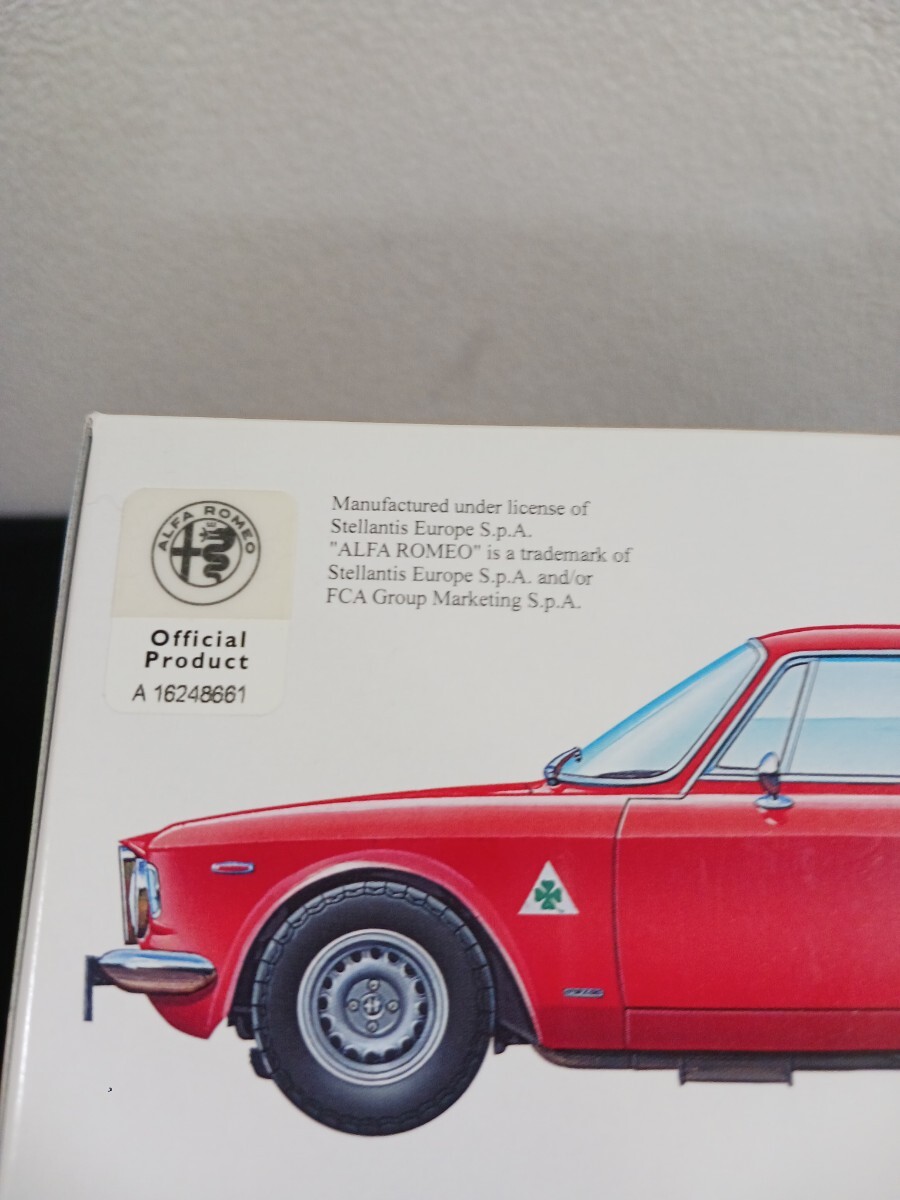 ALFA ROMEO
Official
Product
A 16248661
Manufactured under license of
Stellantis Europe S.p.A.
"ALFA ROMEO" is a trademark of
Stellantis Europe S.p.A. and/or
FCA Group Marketing S.p.A.